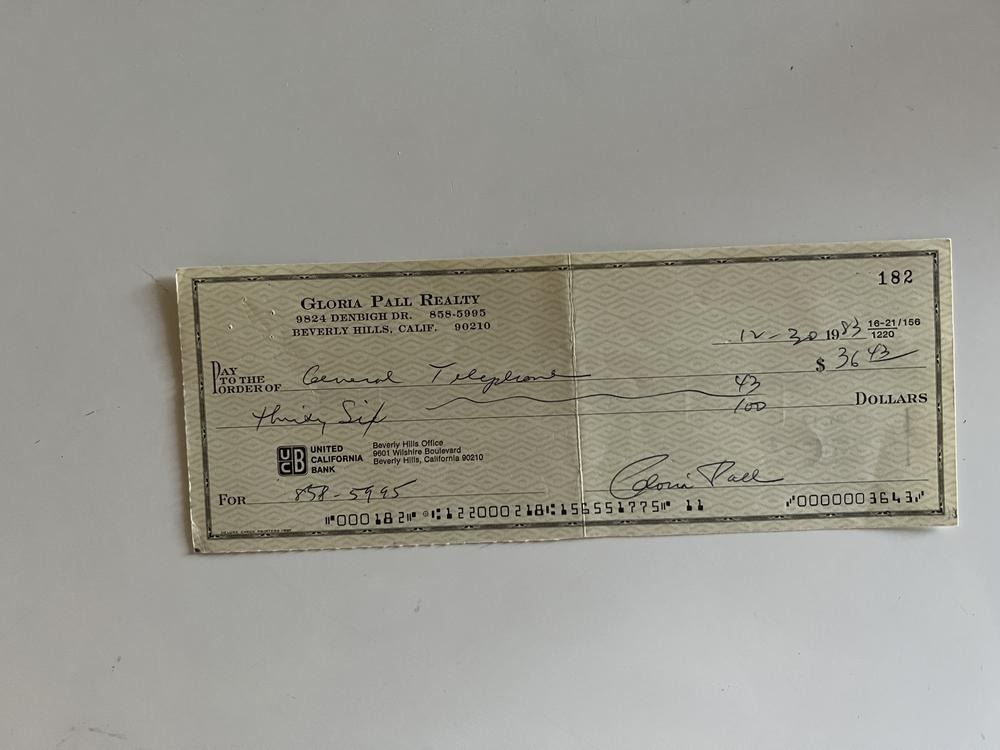 182
GLORIA PALL REALTY
9824 DENBIGH DR. 858-5995
BEVERLY HILLS, CALIF. 90210
12-30 1983 16-21/156
1220
PAY TO THE ORDER OF General Telephone $ 36 43
thirty Six 43/100 DOLLARS
UCB UNITED CALIFORNIA BANK
Beverly Hills Office
9601 Wilshire Boulevard
Beverly Hills, California 90210
Gloria Pall
FOR 858-5995
⑈000182⑈ ⑆122000218⑆156551775⑈ 11 ⑈0000003643⑈